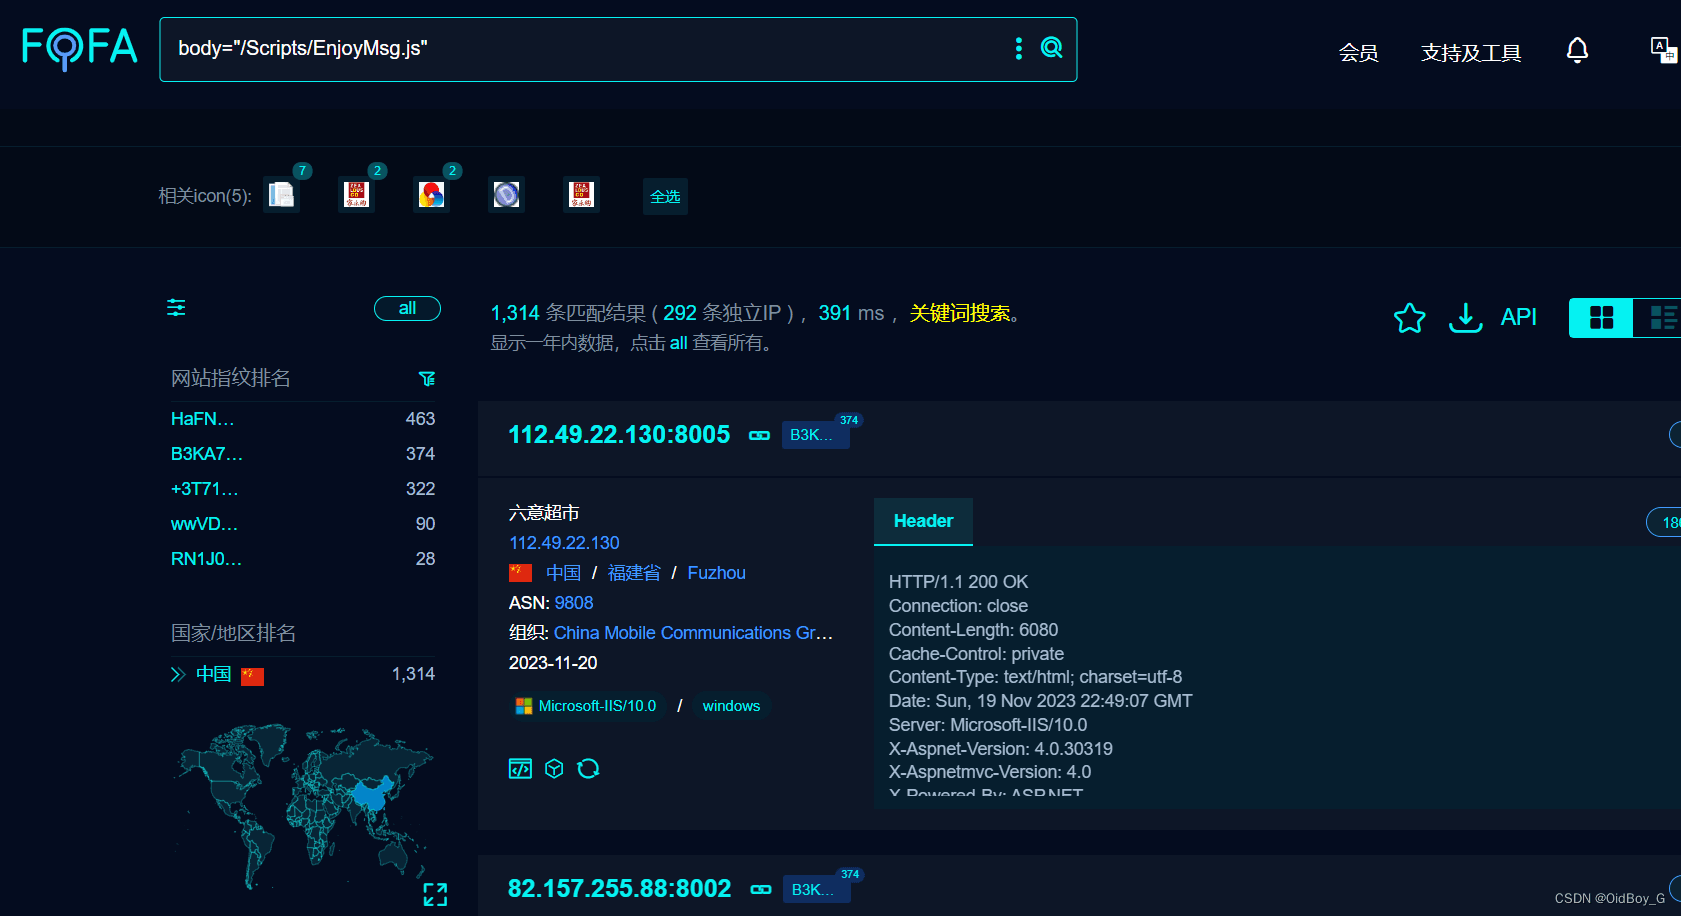 FOFA
body="/Scripts/EnjoyMsg.js"
会员
支持及工具
相关icon(5):
7
2
2
全选
all
1,314 条匹配结果 ( 292 条独立IP ) ，391 ms ，关键词搜索。
显示一年内数据，点击 all 查看所有。
API
网站指纹排名
HaFN… 463
B3KA7… 374
+3T71… 322
wwVD… 90
RN1J0… 28
国家/地区排名
中国 1,314
112.49.22.130:8005
B3K...
374
六意超市
112.49.22.130
中国 / 福建省 / Fuzhou
ASN: 9808
组织: China Mobile Communications Gr…
2023-11-20
Microsoft-IIS/10.0 / windows
Header
HTTP/1.1 200 OK
Connection: close
Content-Length: 6080
Cache-Control: private
Content-Type: text/html; charset=utf-8
Date: Sun, 19 Nov 2023 22:49:07 GMT
Server: Microsoft-IIS/10.0
X-Aspnet-Version: 4.0.30319
X-Aspnetmvc-Version: 4.0
X-Powered-By: ASP.NET
82.157.255.88:8002
B3K...
374
CSDN @OidBoy_G